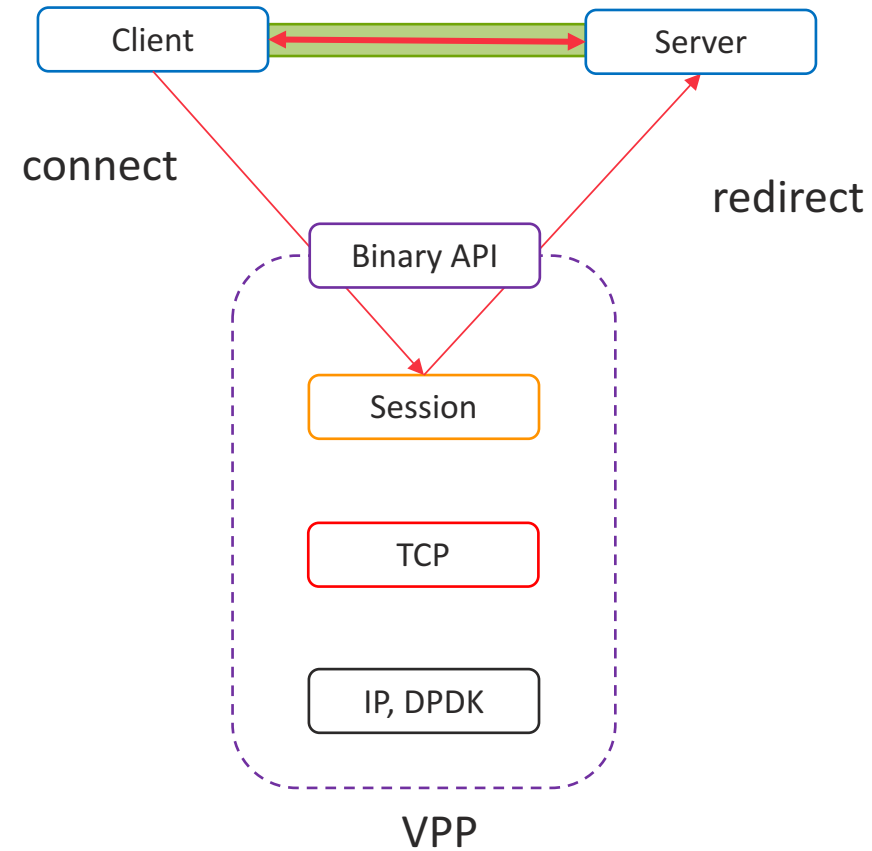 Client
Server
connect
redirect
Binary API
Session
TCP
IP, DPDK
VPP